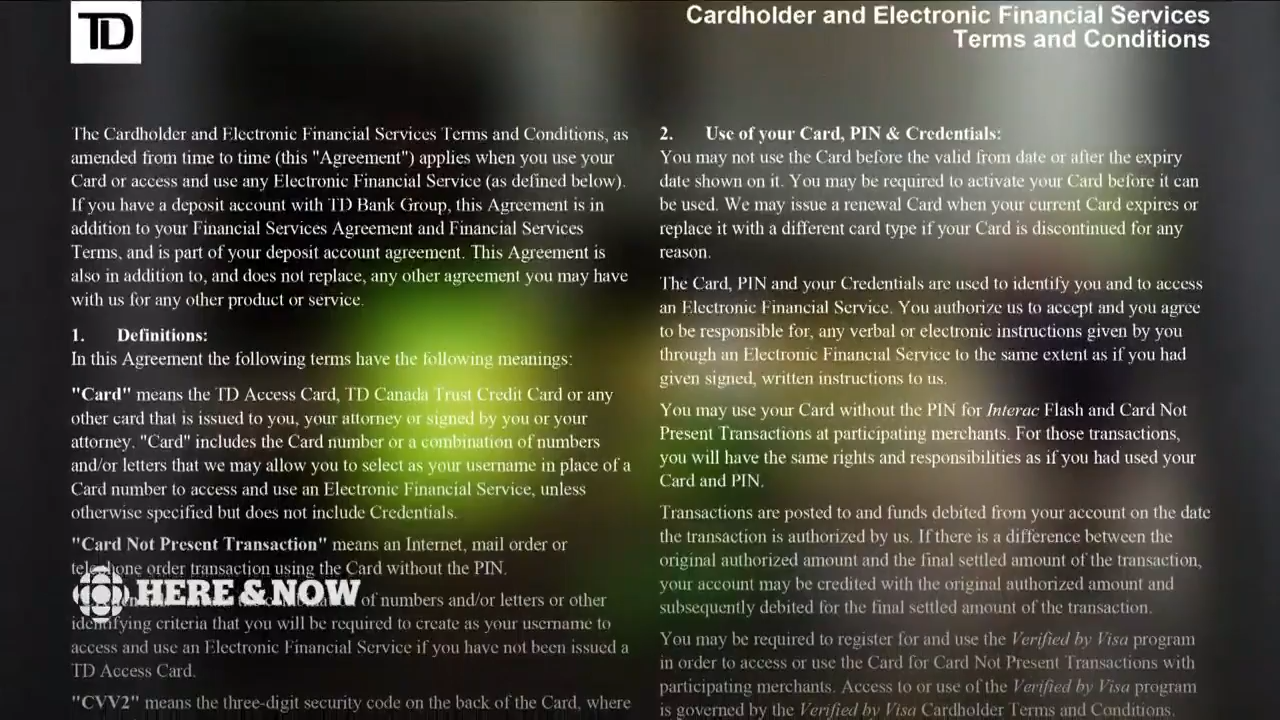 TD
Cardholder and Electronic Financial Services
Terms and Conditions
The Cardholder and Electronic Financial Services Terms and Conditions, as
amended from time to time (this "Agreement") applies when you use your
Card or access and use any Electronic Financial Service (as defined below).
If you have a deposit account with TD Bank Group, this Agreement is in
addition to your Financial Services Agreement and Financial Services
Terms, and is part of your deposit account agreement. This Agreement is
also in addition to, and does not replace, any other agreement you may have
with us for any other product or service.
1. Definitions:
In this Agreement the following terms have the following meanings:
"Card" means the TD Access Card, TD Canada Trust Credit Card or any
other card that is issued to you, your attorney or signed by you or your
attorney. "Card" includes the Card number or a combination of numbers
and/or letters that we may allow you to select as your username in place of a
Card number to access and use an Electronic Financial Service, unless
otherwise specified but does not include Credentials.
"Card Not Present Transaction" means an Internet, mail order or
telephone order transaction using the Card without the PIN.
HERE & NOW
of numbers and/or letters or other
identifying criteria that you will be required to create as your username to
access and use an Electronic Financial Service if you have not been issued a
TD Access Card.
"CVV2" means the three-digit security code on the back of the Card, where
2. Use of your Card, PIN & Credentials:
You may not use the Card before the valid from date or after the expiry
date shown on it. You may be required to activate your Card before it can
be used. We may issue a renewal Card when your current Card expires or
replace it with a different card type if your Card is discontinued for any
reason.
The Card, PIN and your Credentials are used to identify you and to access
an Electronic Financial Service. You authorize us to accept and you agree
to be responsible for, any verbal or electronic instructions given by you
through an Electronic Financial Service to the same extent as if you had
given signed, written instructions to us.
You may use your Card without the PIN for Interac Flash and Card Not
Present Transactions at participating merchants. For those transactions,
you will have the same rights and responsibilities as if you had used your
Card and PIN.
Transactions are posted to and funds debited from your account on the date
the transaction is authorized by us. If there is a difference between the
original authorized amount and the final settled amount of the transaction,
your account may be credited with the original authorized amount and
subsequently debited for the final settled amount of the transaction.
You may be required to register for and use the Verified by Visa program
in order to access or use the Card for Card Not Present Transactions with
participating merchants. Access to or use of the Verified by Visa program
is governed by the Verified by Visa Cardholder Terms and Conditions.